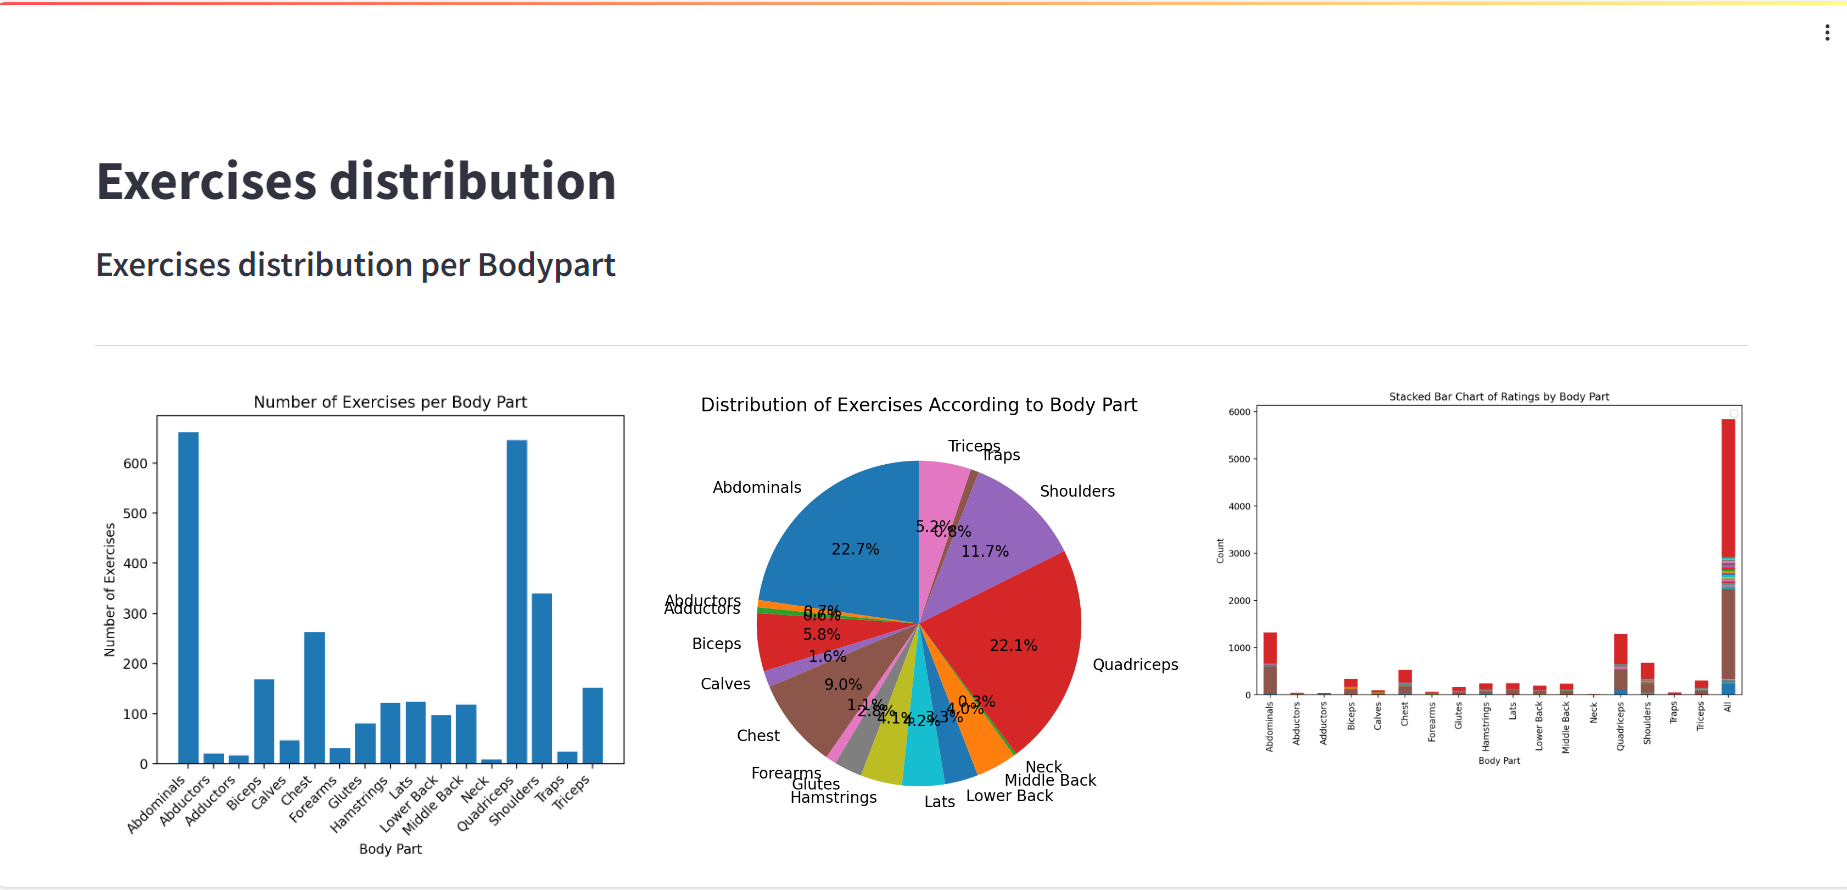 Exercises distribution
Exercises distribution per Bodypart
Number of Exercises per Body Part
Number of Exercises
600
500
400
300
200
100
0
Abdominals
Abductors
Adductors
Biceps
Calves
Chest
Forearms
Glutes
Hamstrings
Lats
Lower Back
Middle Back
Neck
Quadriceps
Shoulders
Traps
Triceps
Body Part
Distribution of Exercises According to Body Part
Triceps
Traps
Abdominals
Shoulders
5.2%
0.8%
22.7%
11.7%
Abductors
Adductors
0.7%
0.6%
5.8%
Biceps
22.1%
1.6%
Quadriceps
Calves
9.0%
1.1%
2.8%
4.1%
4.2%
3.3%
4.0%
0.3%
Chest
Forearms
Glutes
Hamstrings
Lats
Lower Back
Middle Back
Neck
Stacked Bar Chart of Ratings by Body Part
Count
6000
5000
4000
3000
2000
1000
0
Abdominals
Abductors
Adductors
Biceps
Calves
Chest
Forearms
Glutes
Hamstrings
Lats
Lower Back
Middle Back
Neck
Quadriceps
Shoulders
Traps
Triceps
All
Body Part